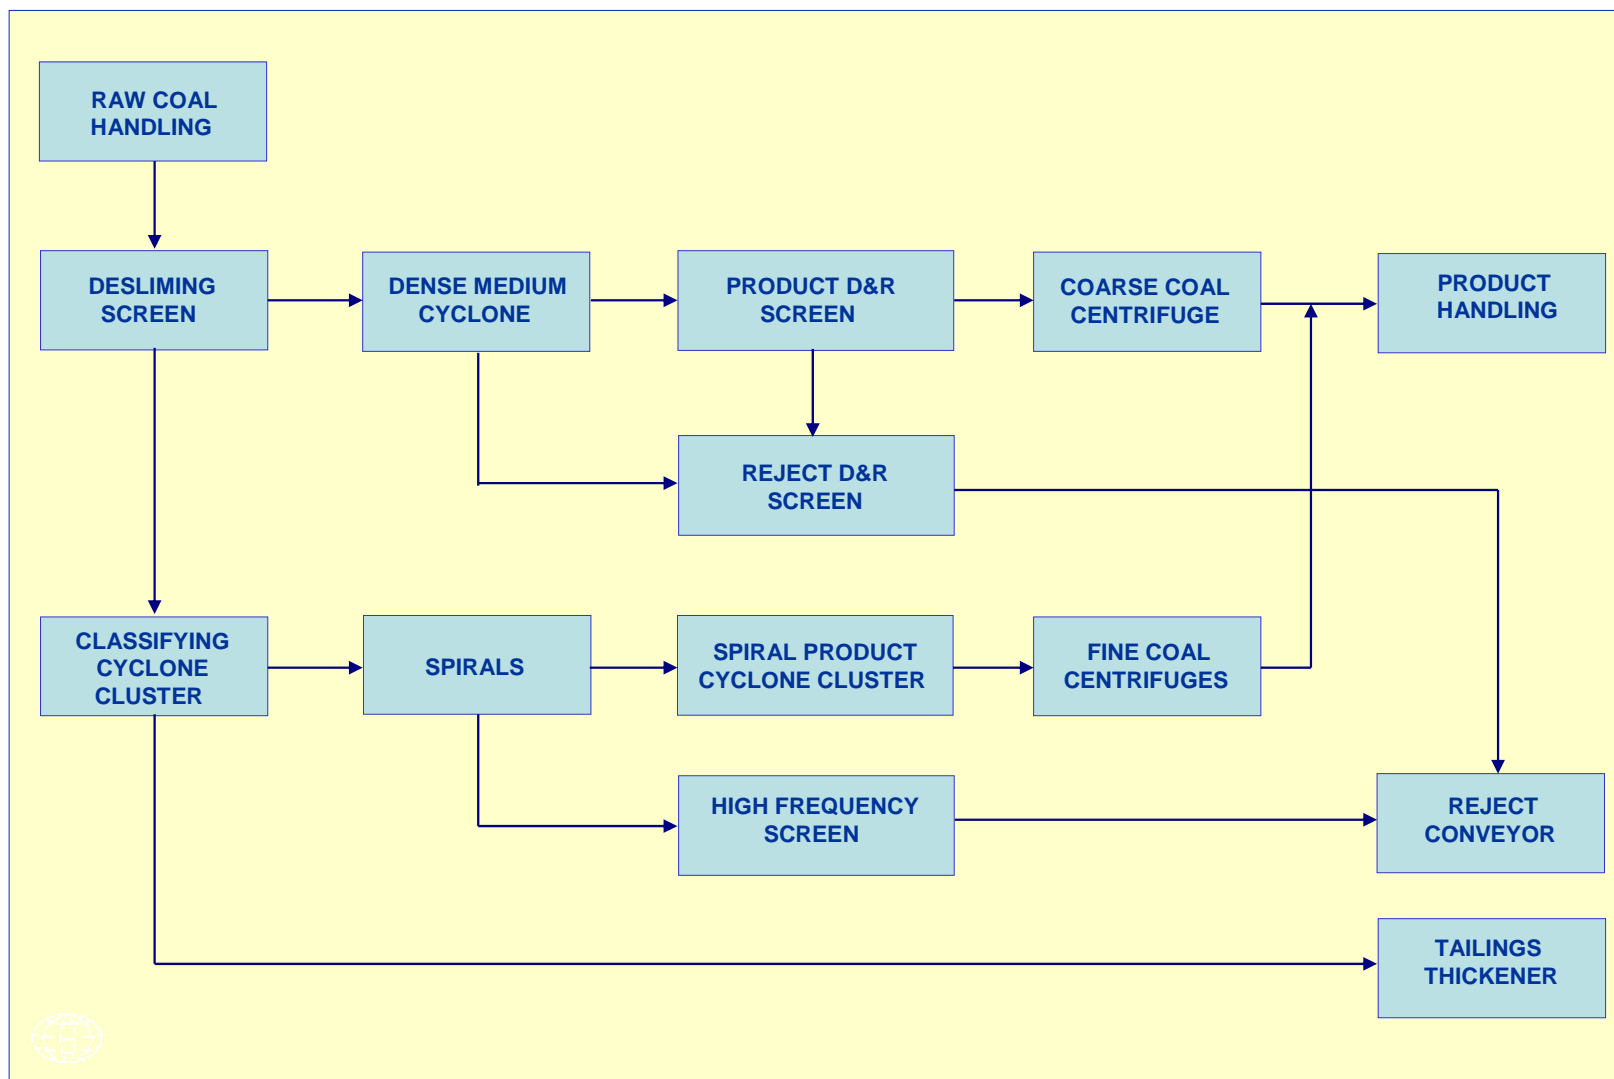 RAW COAL
HANDLING
DESLIMING
SCREEN
DENSE MEDIUM
CYCLONE
PRODUCT D&R
SCREEN
COARSE COAL
CENTRIFUGE
PRODUCT
HANDLING
REJECT D&R
SCREEN
CLASSIFYING
CYCLONE
CLUSTER
SPIRALS
SPIRAL PRODUCT
CYCLONE CLUSTER
FINE COAL
CENTRIFUGES
HIGH FREQUENCY
SCREEN
REJECT
CONVEYOR
TAILINGS
THICKENER